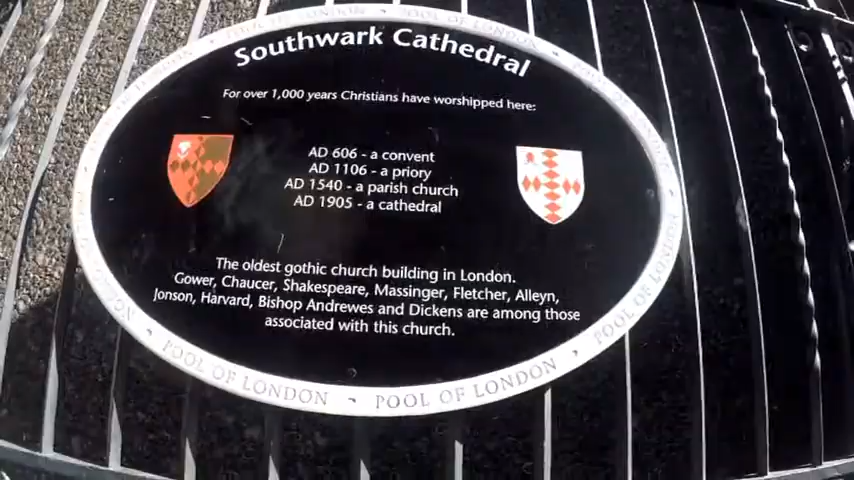 POOL OF LONDON
Southwark Cathedral
For over 1,000 years Christians have worshipped here:
AD 606 - a convent
AD 1106 - a priory
AD 1540 - a parish church
AD 1905 - a cathedral
The oldest gothic church building in London.
Gower, Chaucer, Shakespeare, Massinger, Fletcher, Alleyn,
Jonson, Harvard, Bishop Andrewes and Dickens are among those
associated with this church.
POOL OF LONDON
POOL OF LONDON
POOL OF LONDON
POOL OF LONDON